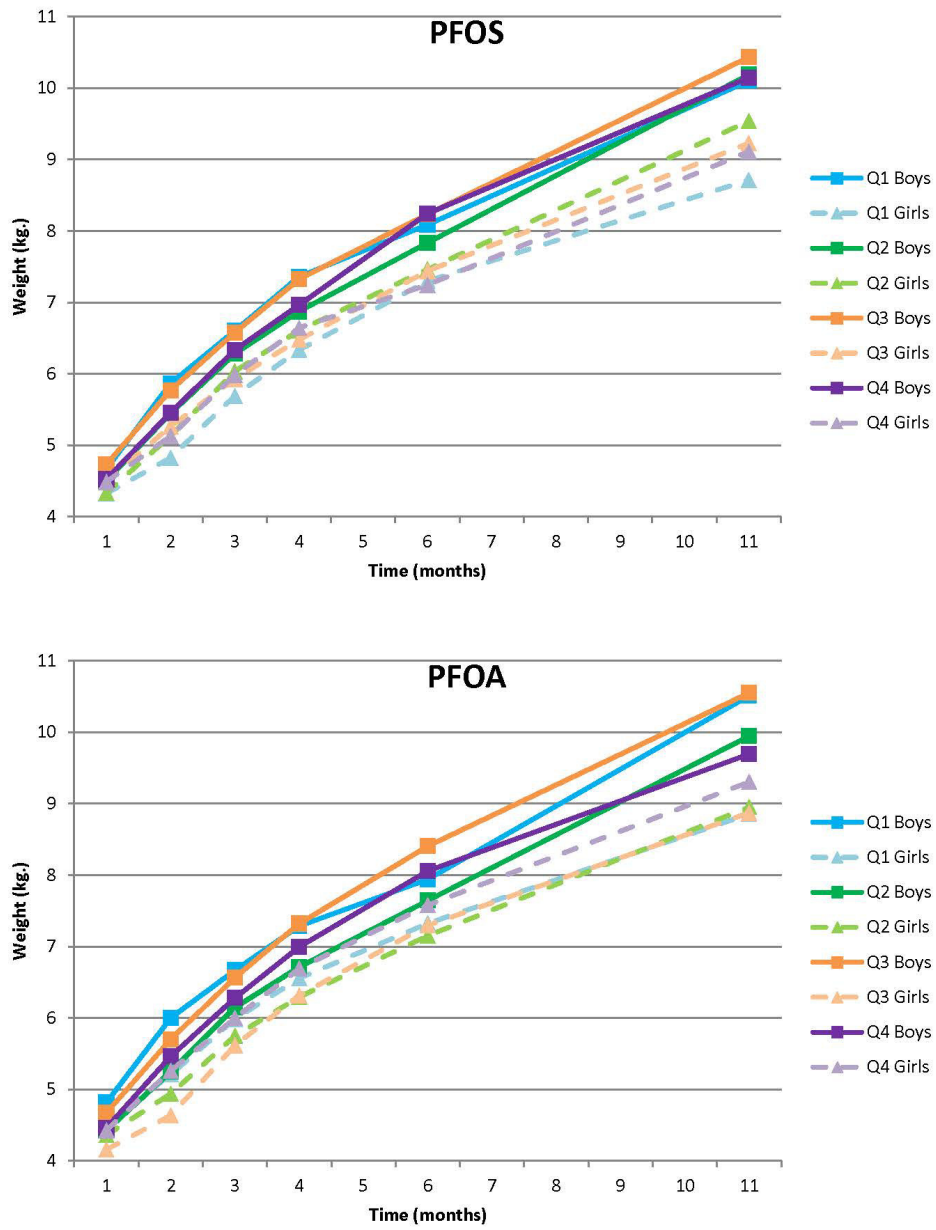 PFOS
11
10
9
8
7
6
5
4
Weight (kg.)
1 2 3 4 5 6 7 8 9 10 11
Time (months)
Q1 Boys
Q1 Girls
Q2 Boys
Q2 Girls
Q3 Boys
Q3 Girls
Q4 Boys
Q4 Girls
PFOA
11
10
9
8
7
6
5
4
Weight (kg.)
1 2 3 4 5 6 7 8 9 10 11
Time (months)
Q1 Boys
Q1 Girls
Q2 Boys
Q2 Girls
Q3 Boys
Q3 Girls
Q4 Boys
Q4 Girls